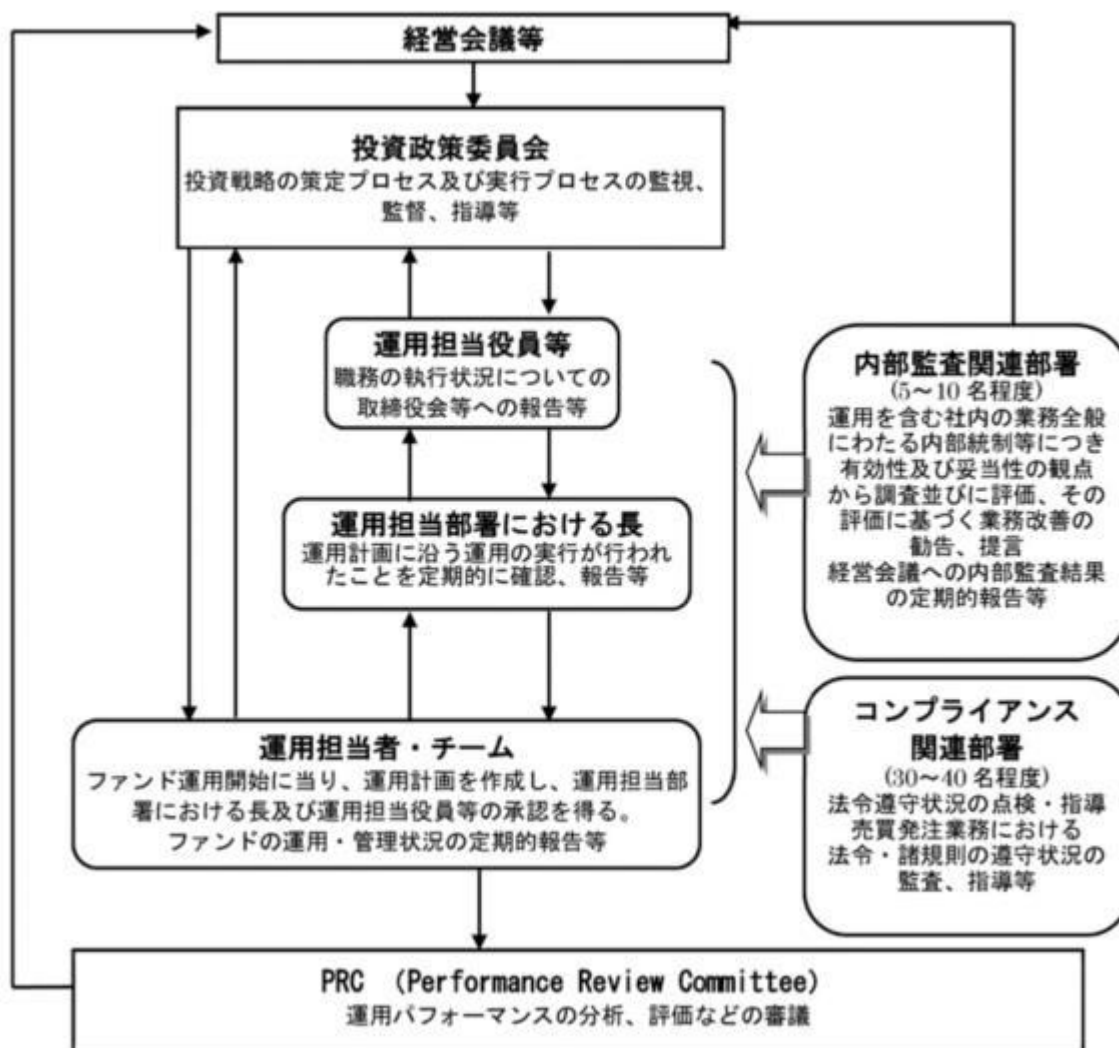 経営会議等
投資政策委員会
投資戦略の策定プロセス及び実行プロセスの監視、
監督、指導等
運用担当役員等
職務の執行状況についての
取締役会等への報告等
運用担当部署における長
運用計画に沿う運用の実行が行われ
たことを定期的に確認、報告等
運用担当者・チーム
ファンド運用開始に当り、運用計画を作成し、運用担当部
署における長及び運用担当役員等の承認を得る。
ファンドの運用・管理状況の定期的報告等
内部監査関連部署
(5～10 名程度)
運用を含む社内の業務全般
にわたる内部統制等につき
有効性及び妥当性の観点
から調査並びに評価、その
評価に基づく業務改善の
勧告、提言
経営会議への内部監査結果
の定期的報告等
コンプライアンス
関連部署
(30～40 名程度)
法令遵守状況の点検・指導
売買発注業務における
法令・諸規則の遵守状況の
監査、指導等
PRC （Performance Review Committee）
運用パフォーマンスの分析、評価などの審議